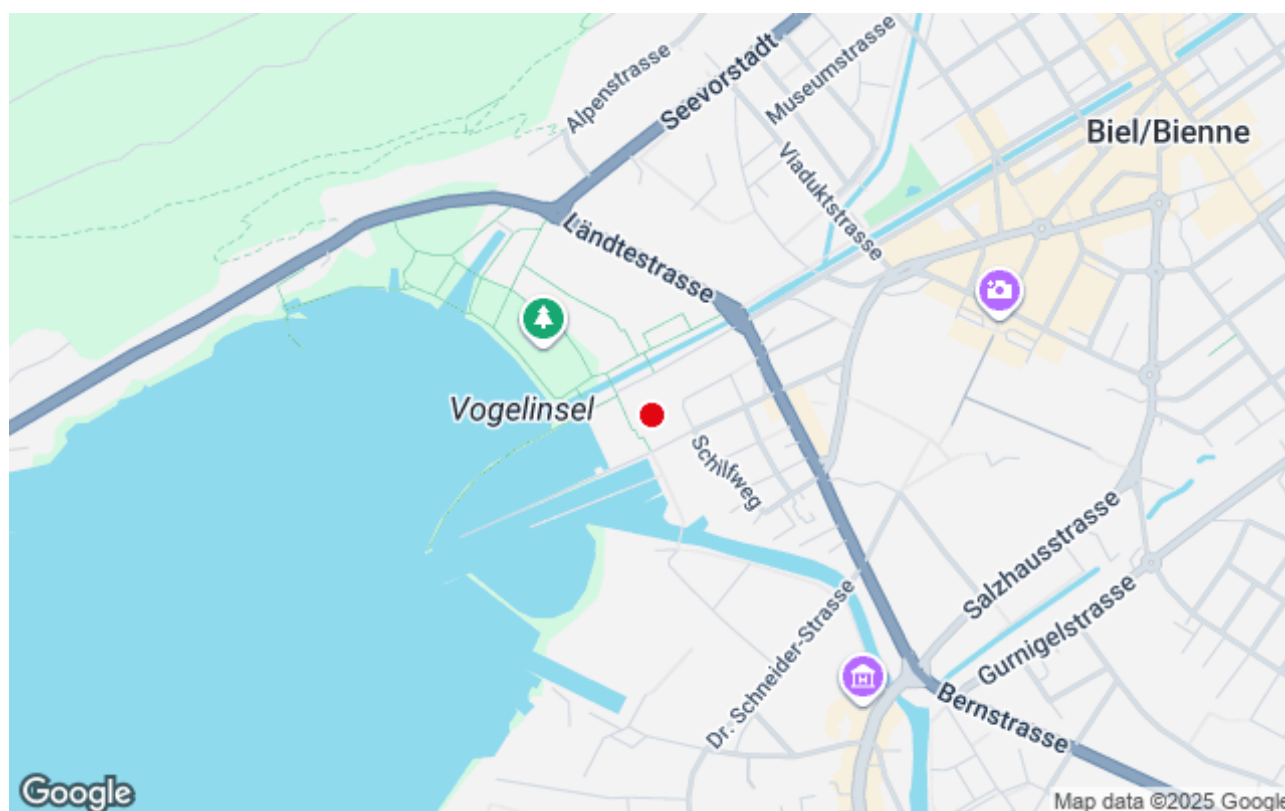 Alpenstrasse
Seevorstadt
Museumstrasse
Biel/Bienne
Viaduktstrasse
Ländtestrasse
Vogelinsel
Schilfweg
Salzhausstrasse
Gurnigelstrasse
Dr. Schneider-Strasse
Bernstrasse
Google
Map data ©2025 Google